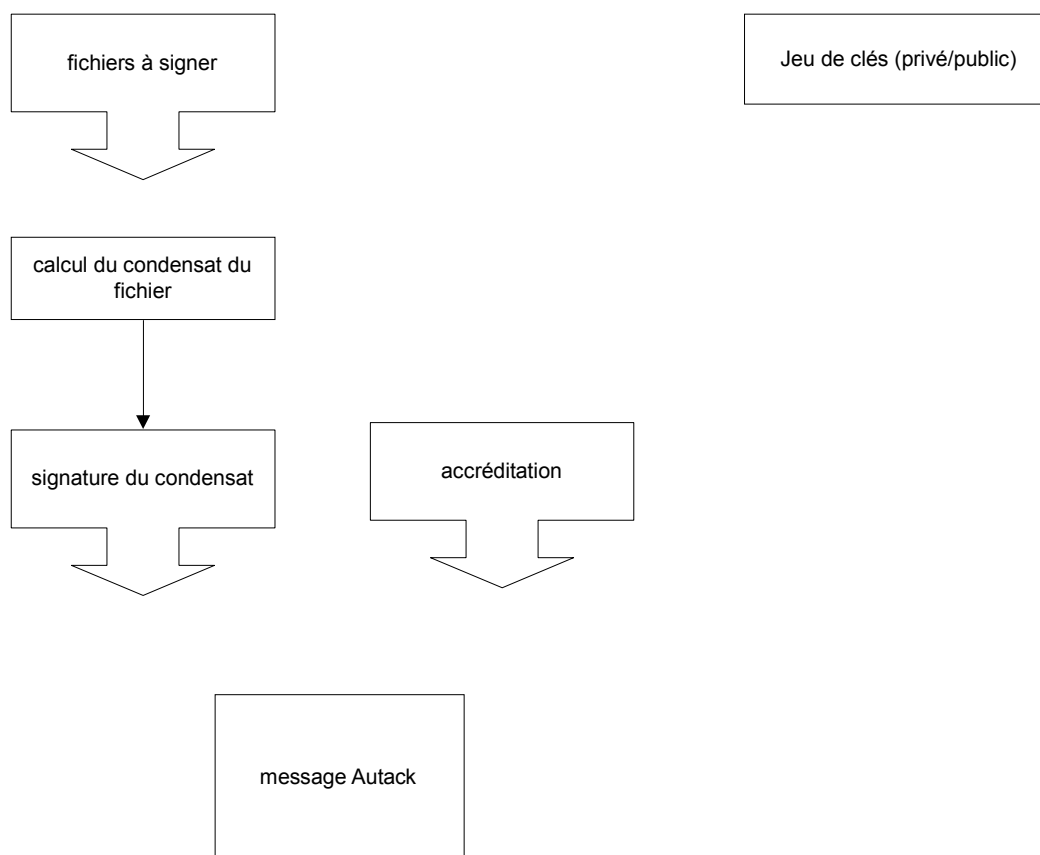 fichiers à signer
Jeu de clés (privé/public)
calcul du condensat du
fichier
signature du condensat
accréditation
message Autack